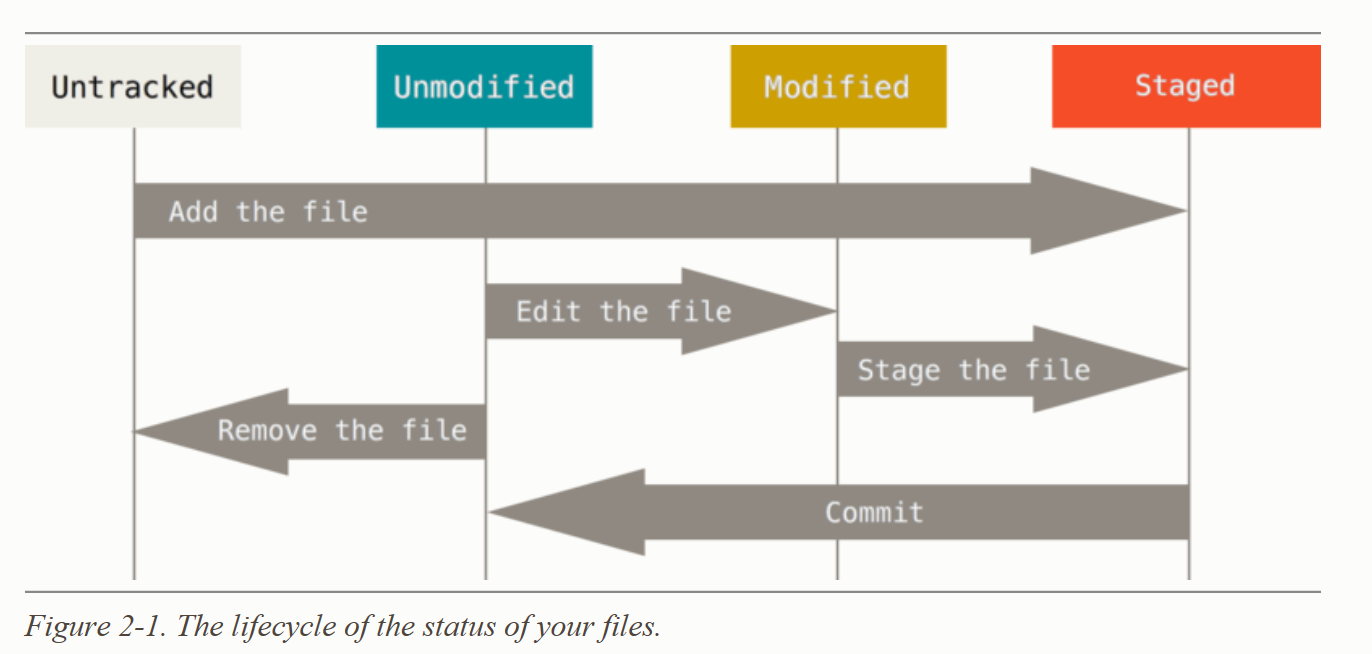 Untracked
Unmodified
Modified
Staged
Add the file
Edit the file
Stage the file
Remove the file
Commit
Figure 2-1. The lifecycle of the status of your files.